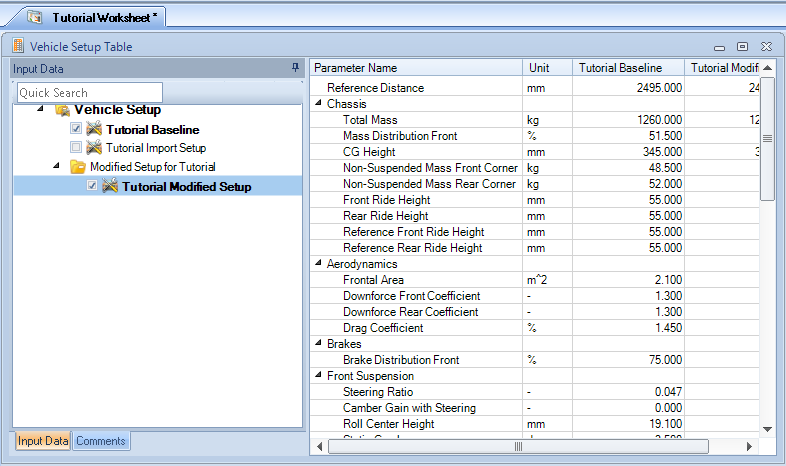 Tutorial Worksheet *
Vehicle Setup Table
Input Data
Quick Search
Vehicle Setup
Tutorial Baseline
Tutorial Import Setup
Modified Setup for Tutorial
Tutorial Modified Setup
Input Data Comments
Parameter Name Unit Tutorial Baseline Tutorial Modif
Reference Distance mm 2495.000 24
Chassis
Total Mass kg 1260.000 12
Mass Distribution Front % 51.500
CG Height mm 345.000 3
Non-Suspended Mass Front Corner kg 48.500
Non-Suspended Mass Rear Corner kg 52.000
Front Ride Height mm 55.000
Rear Ride Height mm 55.000
Reference Front Ride Height mm 55.000
Reference Rear Ride Height mm 55.000
Aerodynamics
Frontal Area m^2 2.100
Downforce Front Coefficient - 1.300
Downforce Rear Coefficient - 1.300
Drag Coefficient % 1.450
Brakes
Brake Distribution Front % 75.000
Front Suspension
Steering Ratio - 0.047
Camber Gain with Steering - 0.000
Roll Center Height mm 19.100